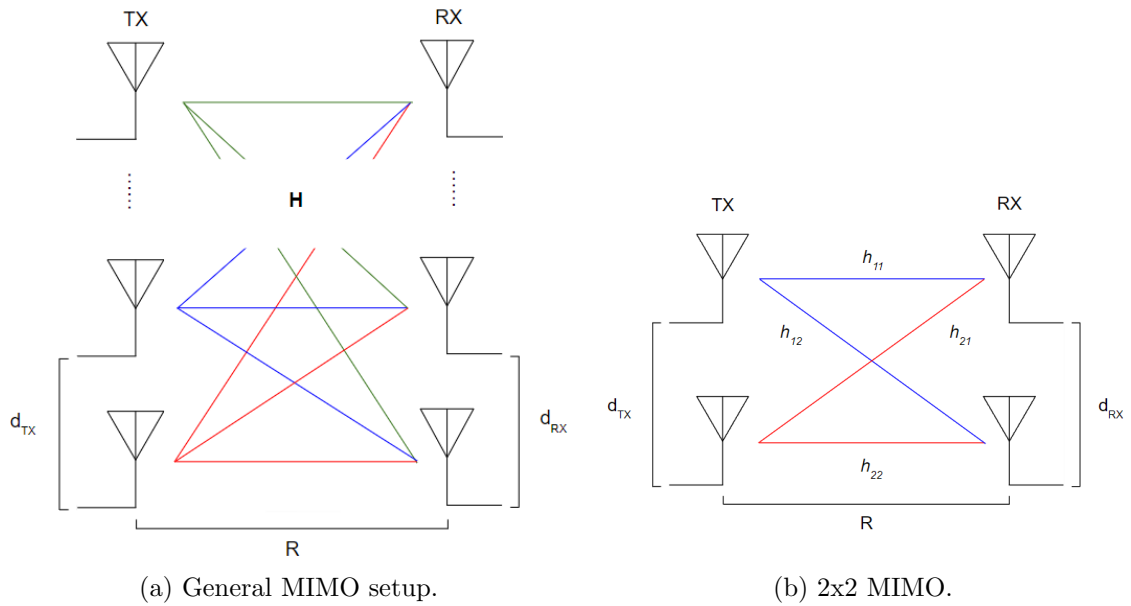 TX
RX
H
d_TX
d_RX
R
(a) General MIMO setup.
TX
RX
h_11
h_12
h_21
d_TX
d_RX
h_22
R
(b) 2x2 MIMO.